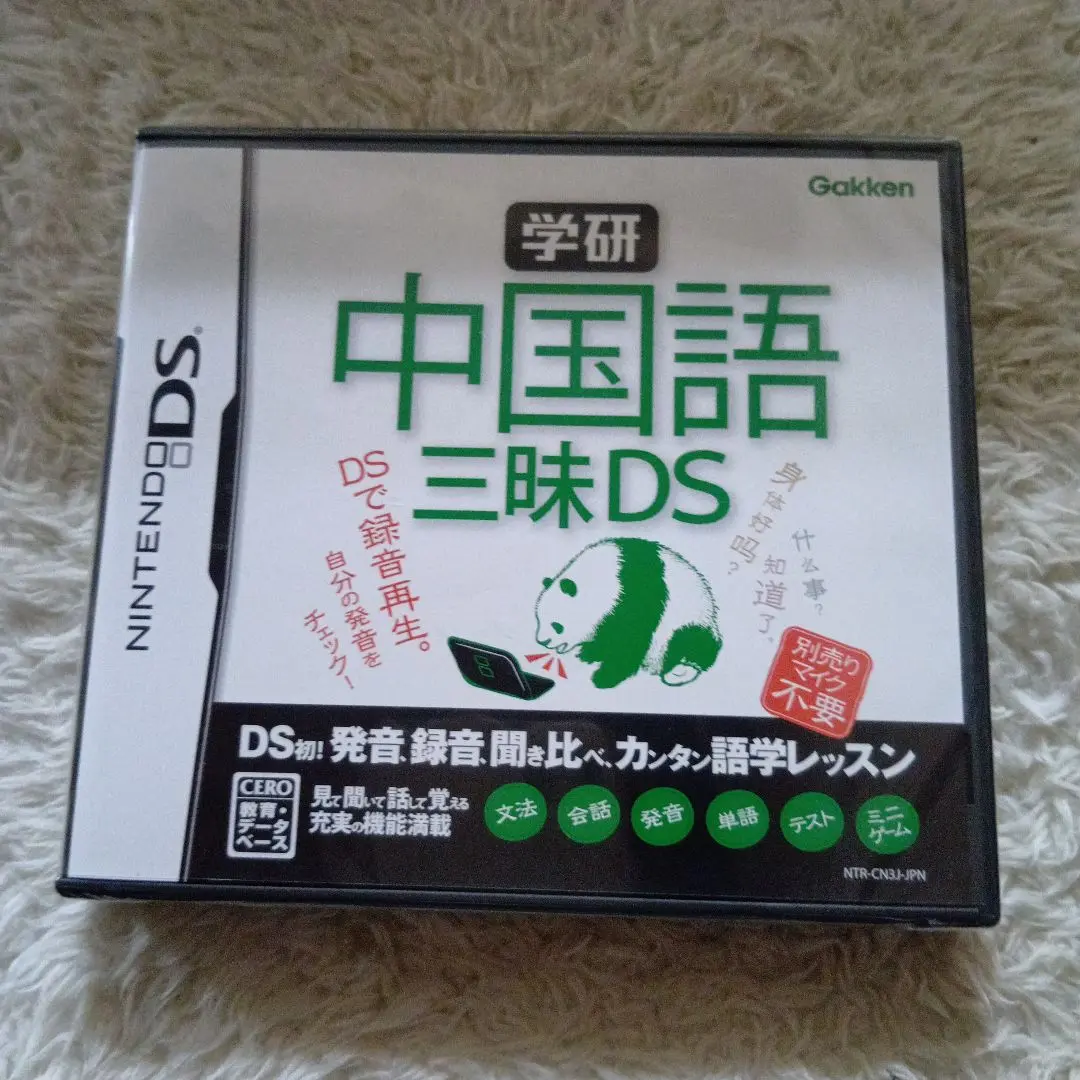 NINTENDO DS®
Gakken
学研
中国語
三昧DS
DSで録音再生。
自分の発音を
チェック!
身体好吗?
什么事?
知道了。
別売り
マイク
不要
DS初! 発音、録音、聞き比べ、カンタン語学レッスン
CERO
教育・
データ
ベース
見て聞いて話して覚える
充実の機能満載
文法
会話
発音
単語
テスト
ミニ
ゲーム
NTR-CN3J-JPN